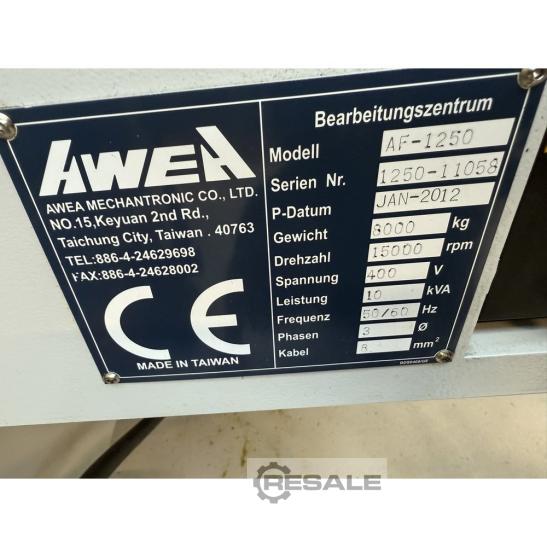 AWEA
AWEA MECHANTRONIC CO., LTD.
NO.15,Keyuan 2nd Rd.,
Taichung City, Taiwan . 40763
TEL:886-4-24629698
FAX:886-4-24628002
CE
MADE IN TAIWAN
Bearbeitungszentrum
Modell AF-1250
Serien Nr. 1250-11058
P-Datum JAN-2012
Gewicht 8000 kg
Drehzahl 15000 rpm
Spannung 400 V
Leistung 10 kVA
Frequenz 50/60 Hz
Phasen 3 Ø
Kabel 8 mm²
RESALE